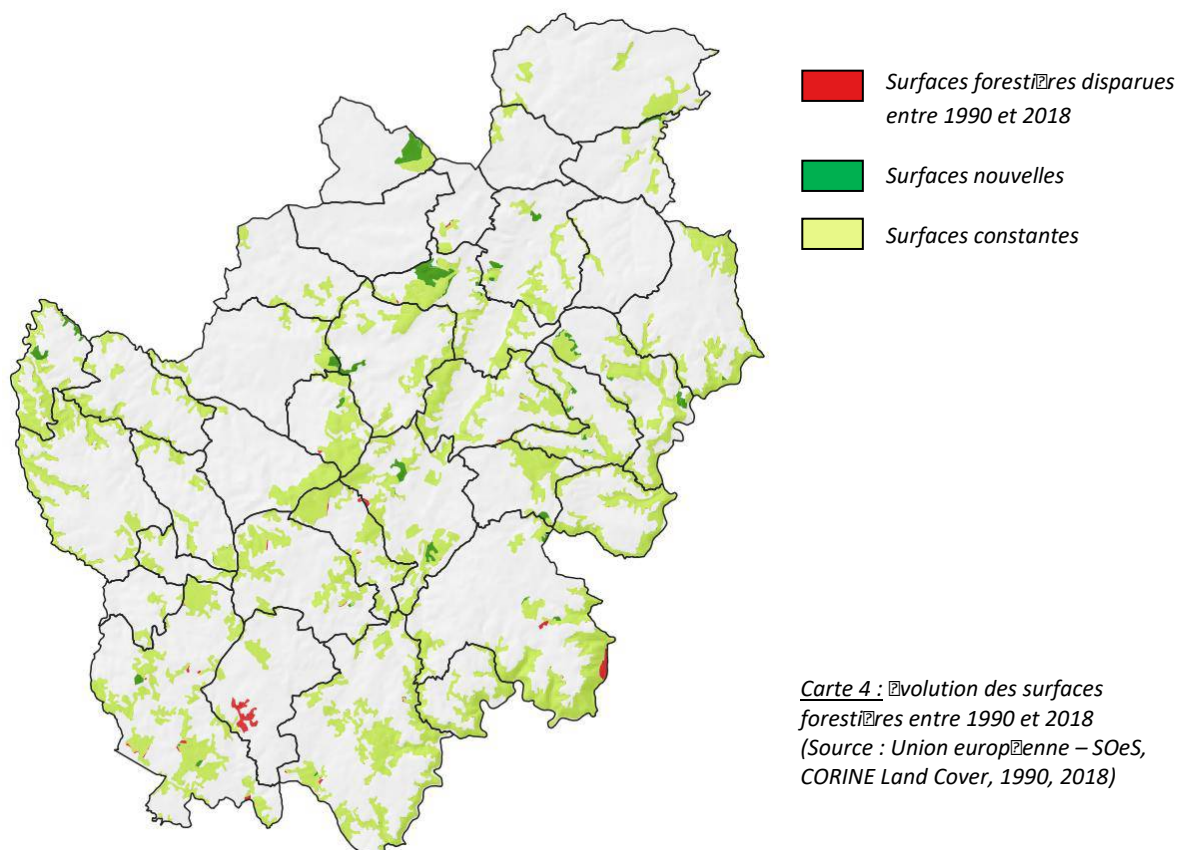 Surfaces foresti�res disparues
entre 1990 et 2018
Surfaces nouvelles
Surfaces constantes
Carte 4 : �volution des surfaces
foresti�res entre 1990 et 2018
(Source : Union europ�enne – SOeS,
CORINE Land Cover, 1990, 2018)